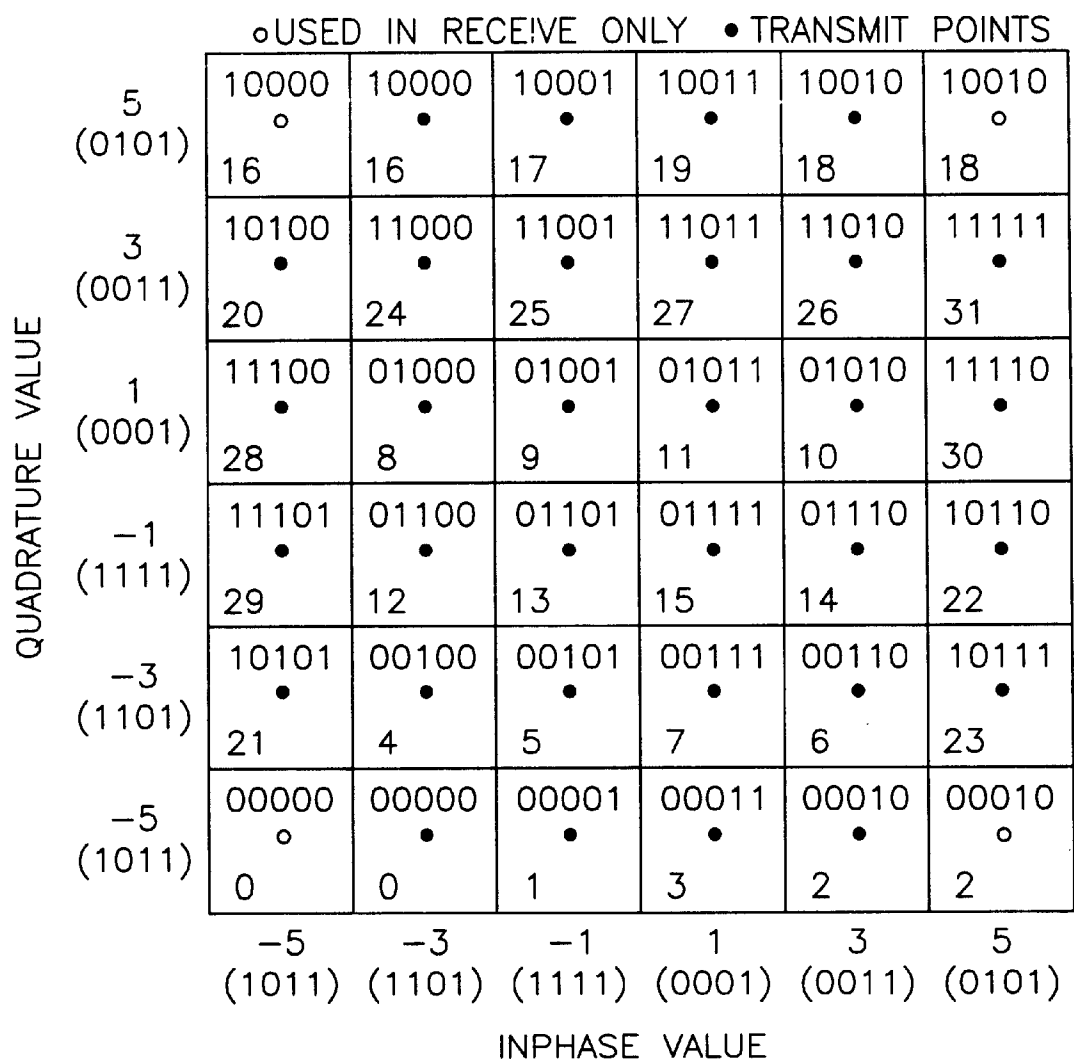 ○ USED IN RECEIVE ONLY ● TRANSMIT POINTS
5
(0101)
10000 10000 10001 10011 10010 10010
16 16 17 19 18 18
3
(0011)
10100 11000 11001 11011 11010 11111
20 24 25 27 26 31
1
(0001)
11100 01000 01001 01011 01010 11110
28 8 9 11 10 30
−1
(1111)
11101 01100 01101 01111 01110 10110
29 12 13 15 14 22
−3
(1101)
10101 00100 00101 00111 00110 10111
21 4 5 7 6 23
−5
(1011)
00000 00000 00001 00011 00010 00010
0 0 1 3 2 2
QUADRATURE VALUE
−5 −3 −1 1 3 5
(1011) (1101) (1111) (0001) (0011) (0101)
INPHASE VALUE